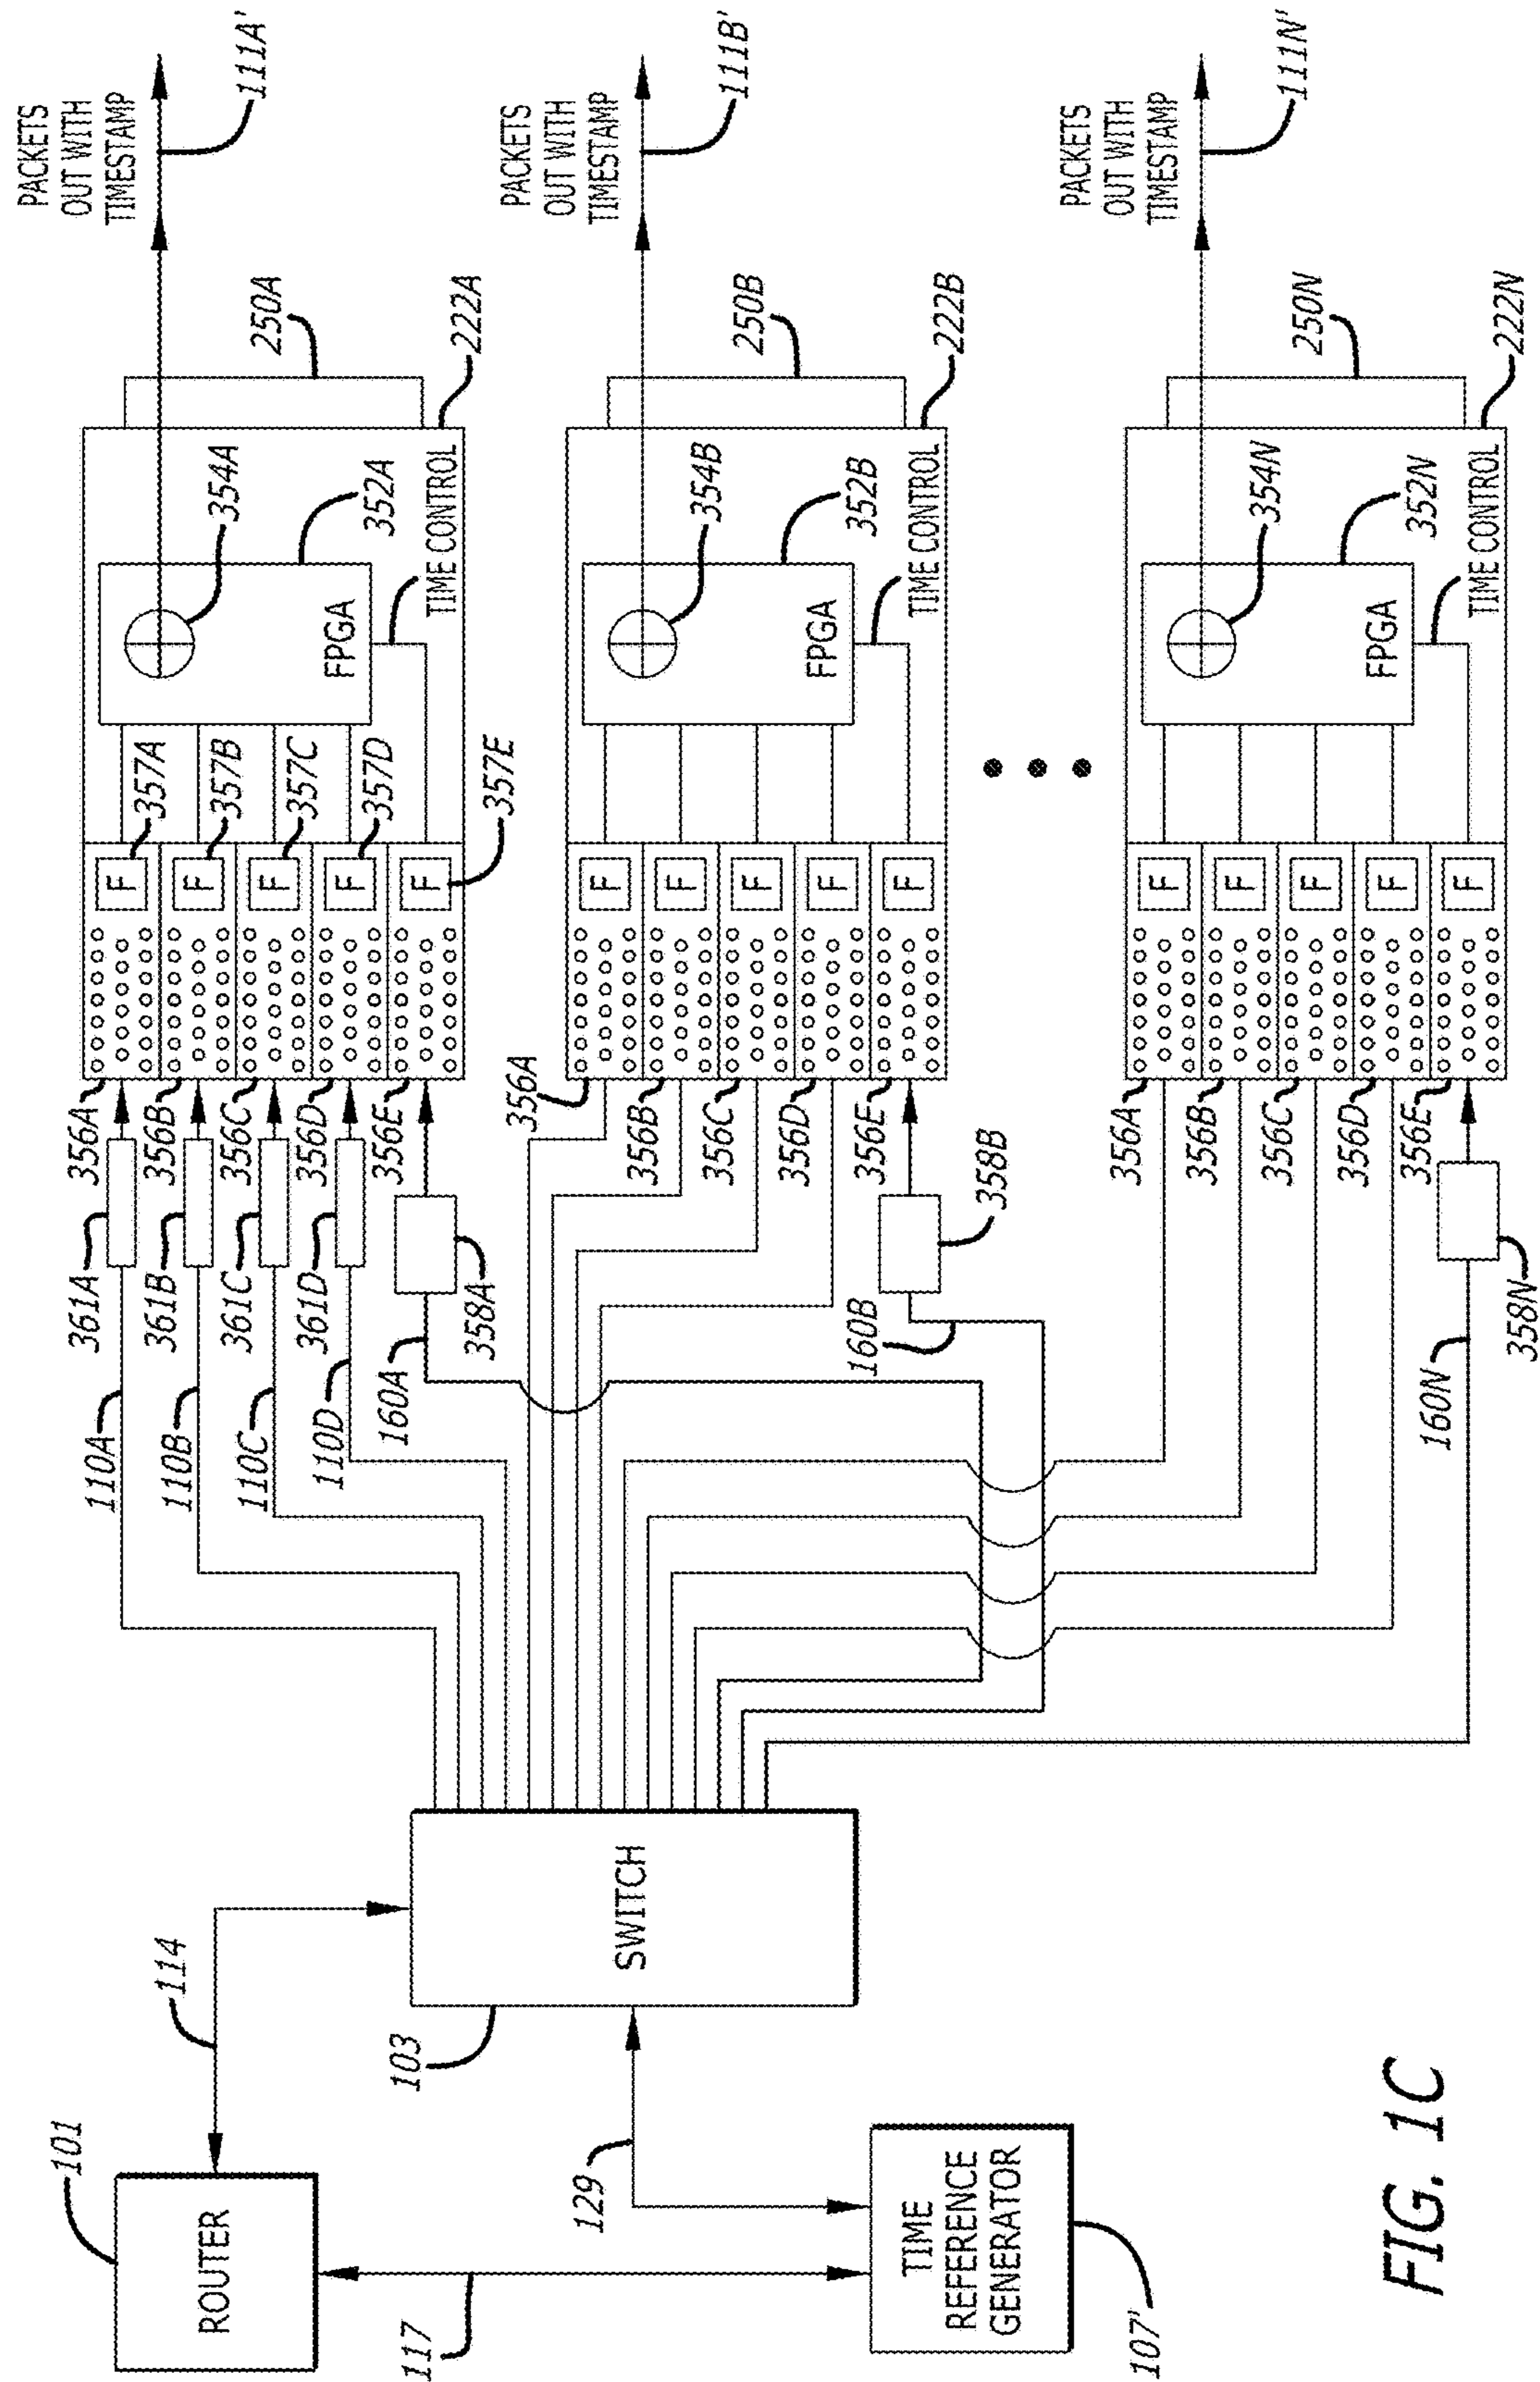 101
ROUTER
114
117
129
TIME
REFERENCE
GENERATOR
107'
103
SWITCH
110A
110B
110C
110D
160A
361A
361B
361C
361D
358A
356A
356B
356C
356D
356E
F
F
F
F
F
357A
357B
357C
357D
357E
FPGA
354A
352A
TIME CONTROL
222A
250A
PACKETS
OUT WITH
TIMESTAMP
111A'
160B
358B
356A
356B
356C
356D
356E
F
F
F
F
F
FPGA
354B
352B
TIME CONTROL
222B
250B
PACKETS
OUT WITH
TIMESTAMP
111B'
160N
358N
356A
356B
356C
356D
356E
F
F
F
F
F
FPGA
354N
352N
TIME CONTROL
222N
250N
PACKETS
OUT WITH
TIMESTAMP
111N'
FIG. 1C